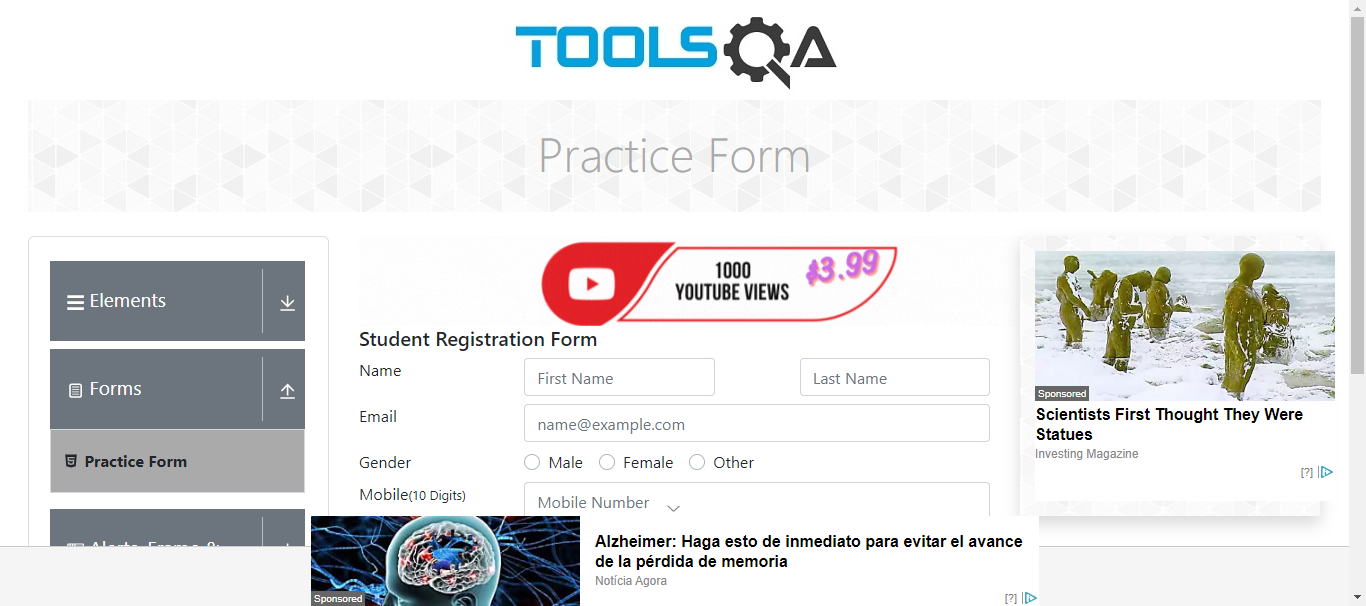 TOOLSQA
Practice Form
Elements
Forms
Practice Form
1000
YOUTUBE VIEWS
$3.99
Student Registration Form
Name
First Name
Last Name
Email
name@example.com
Gender
Male
Female
Other
Mobile(10 Digits)
Mobile Number
Sponsored
Scientists First Thought They Were
Statues
Investing Magazine
[?]
Sponsored
Alzheimer: Haga esto de inmediato para evitar el avance
de la pérdida de memoria
Notícia Agora
[?]